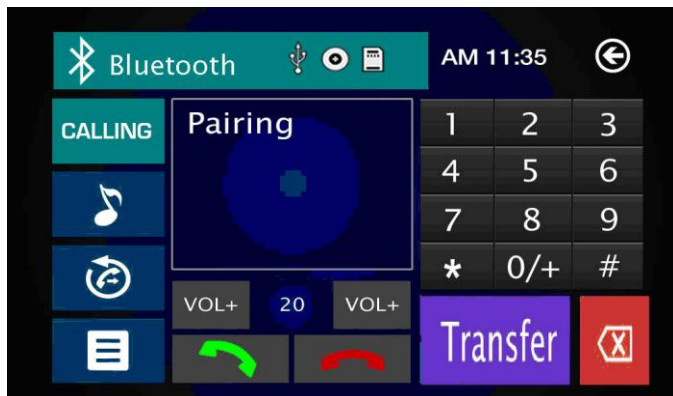 Bluetooth
AM 11:35
CALLING
Pairing
1 2 3
4 5 6
7 8 9
* 0/+ #
VOL+ 20 VOL+
Transfer
X